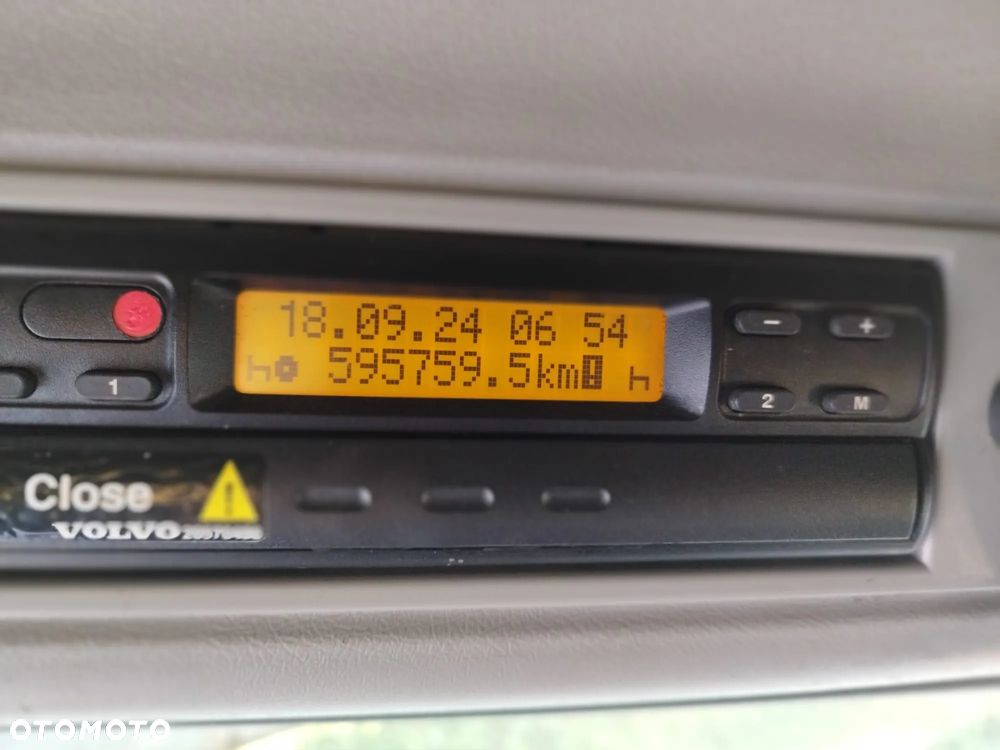 18.09.24 06 54
595759.5km
1
- +
2 M
Close
VOLVO
OTOMOTO